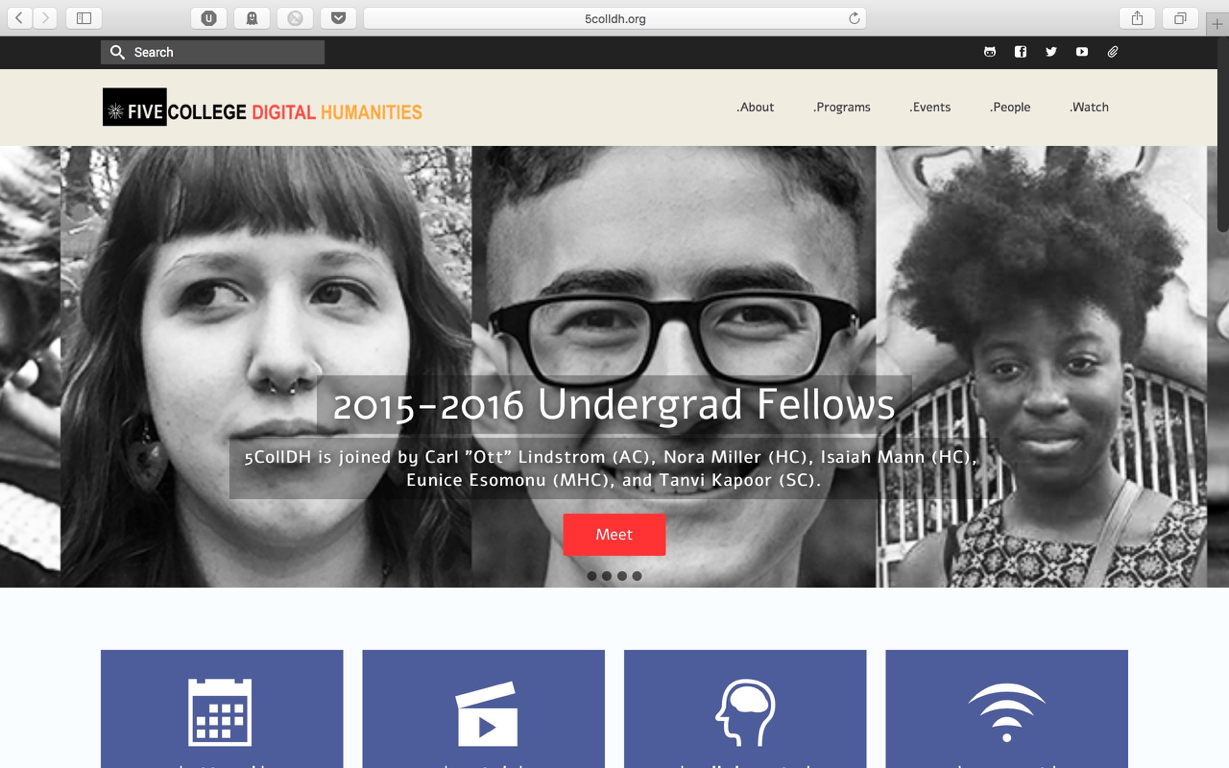 5colldh.org
Search
FIVE COLLEGE DIGITAL HUMANITIES
.About .Programs .Events .People .Watch
2015-2016 Undergrad Fellows
5CollDH is joined by Carl "Ott" Lindstrom (AC), Nora Miller (HC), Isaiah Mann (HC),
Eunice Esomonu (MHC), and Tanvi Kapoor (SC).
Meet